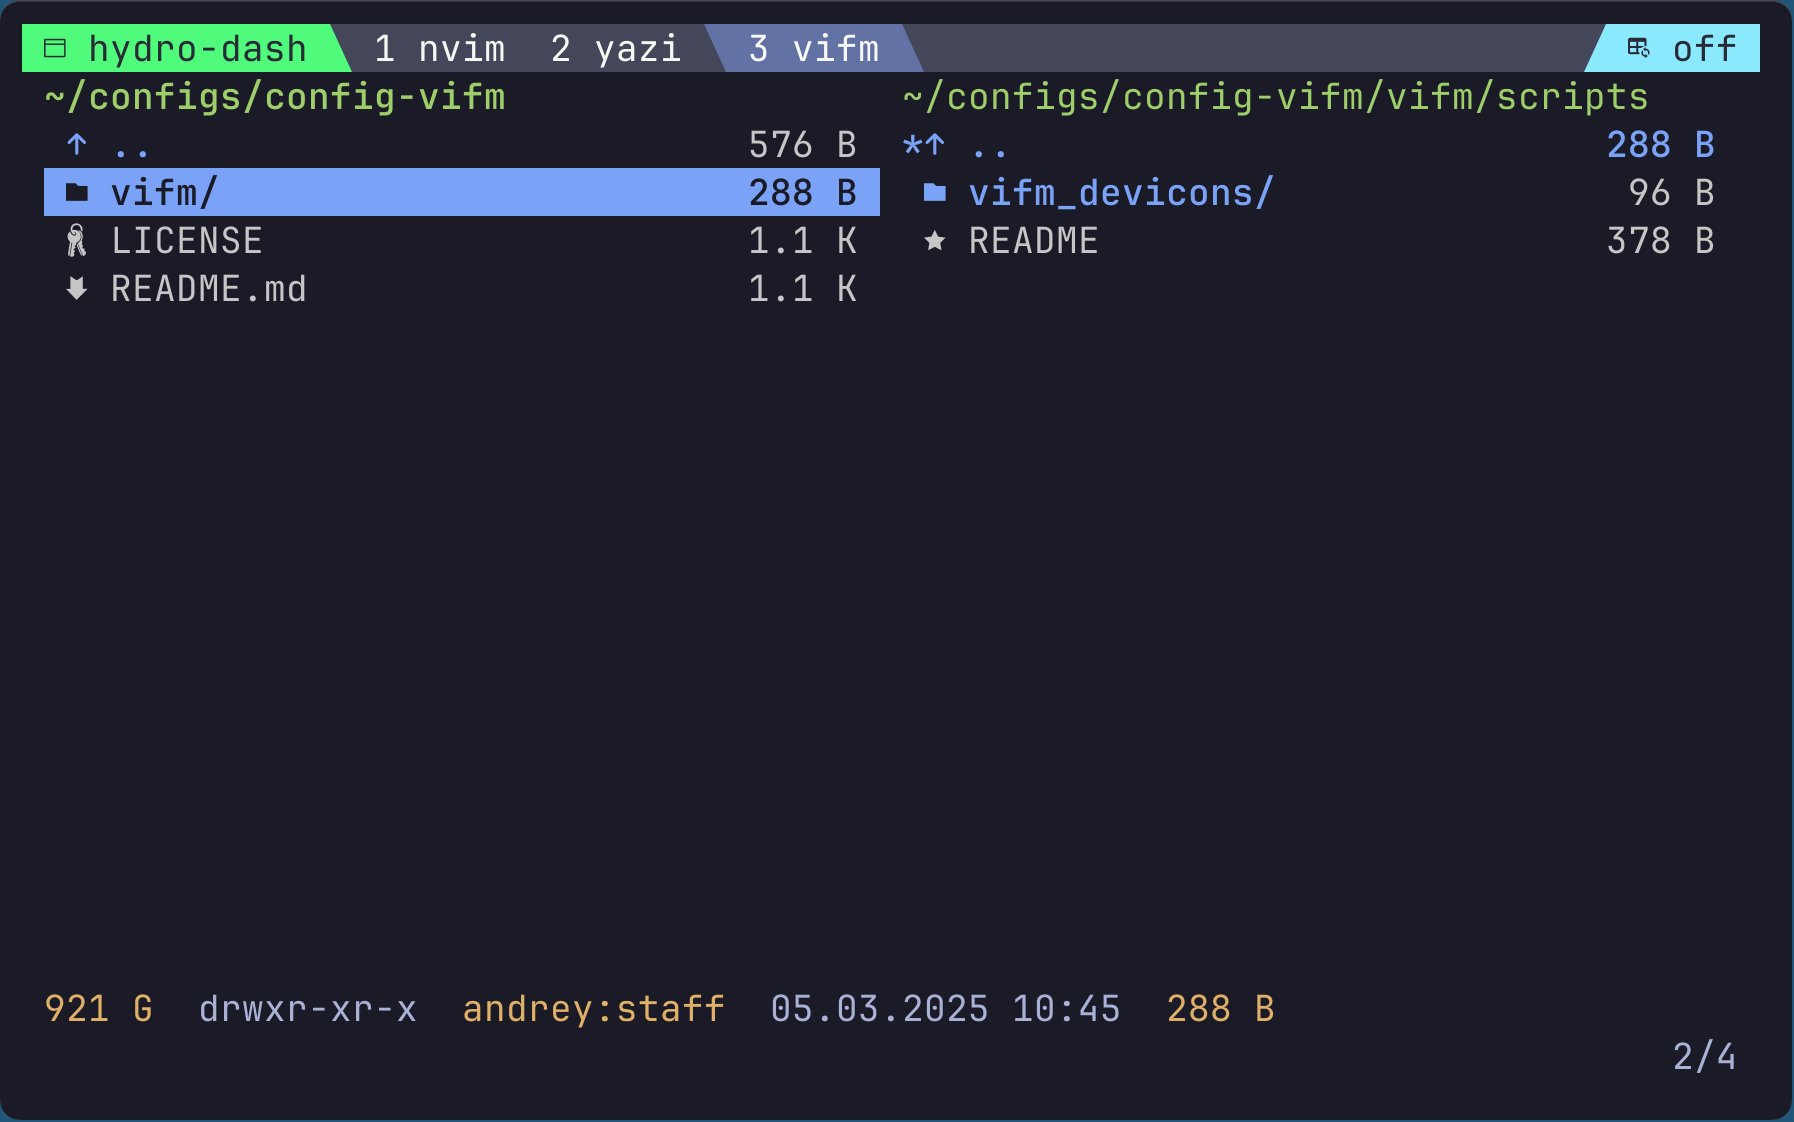 hydro-dash 1 nvim 2 yazi 3 vifm off
~/configs/config-vifm ~/configs/config-vifm/vifm/scripts
.. 576 B *.. 288 B
vifm/ 288 B vifm_devicons/ 96 B
LICENSE 1.1 K README 378 B
README.md 1.1 K
921 G drwxr-xr-x andrey:staff 05.03.2025 10:45 288 B
2/4